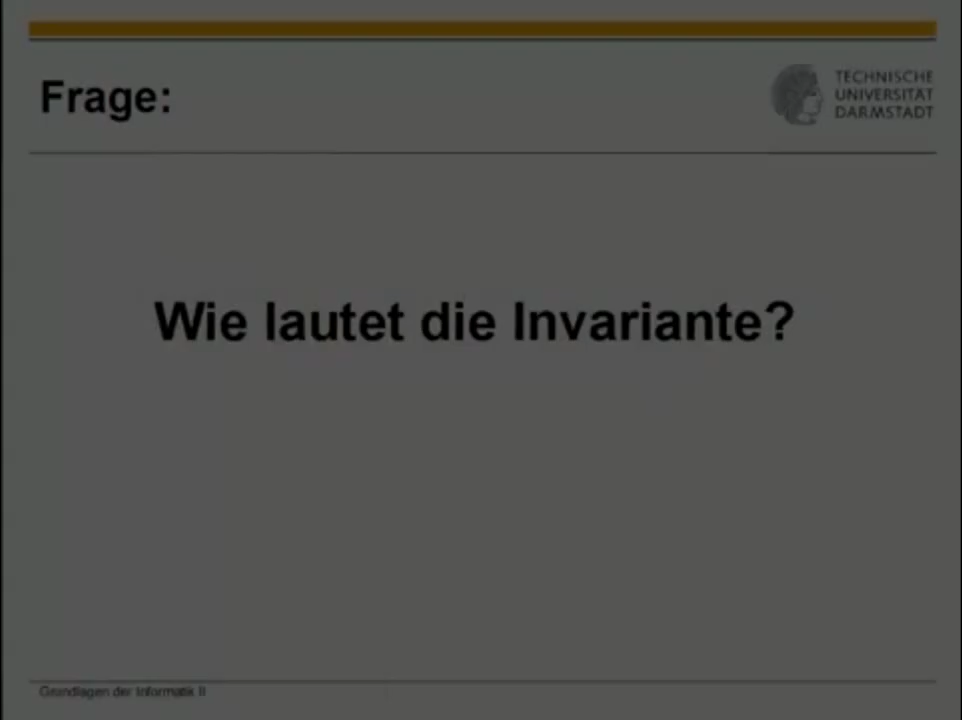 Frage:
TECHNISCHE
UNIVERSITÄT
DARMSTADT
Wie lautet die Invariante?
Grundlagen der Informatik II